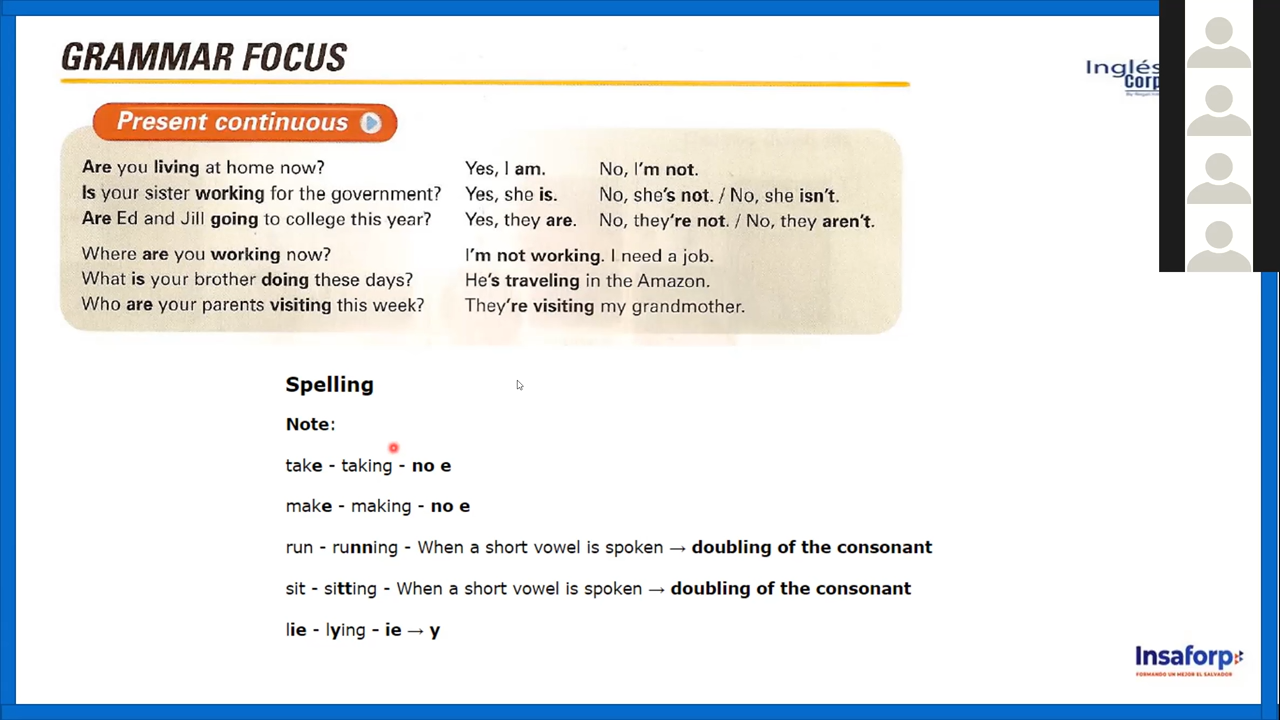 GRAMMAR FOCUS
Inglés
Corp
Present continuous
Are you living at home now? Yes, I am. No, I'm not.
Is your sister working for the government? Yes, she is. No, she's not. / No, she isn't.
Are Ed and Jill going to college this year? Yes, they are. No, they're not. / No, they aren't.
Where are you working now? I'm not working. I need a job.
What is your brother doing these days? He's traveling in the Amazon.
Who are your parents visiting this week? They're visiting my grandmother.
Spelling
Note:
take - taking - no e
make - making - no e
run - running - When a short vowel is spoken → doubling of the consonant
sit - sitting - When a short vowel is spoken → doubling of the consonant
lie - lying - ie → y
Insaforp
FORMANDO UN MEJOR EL SALVADOR